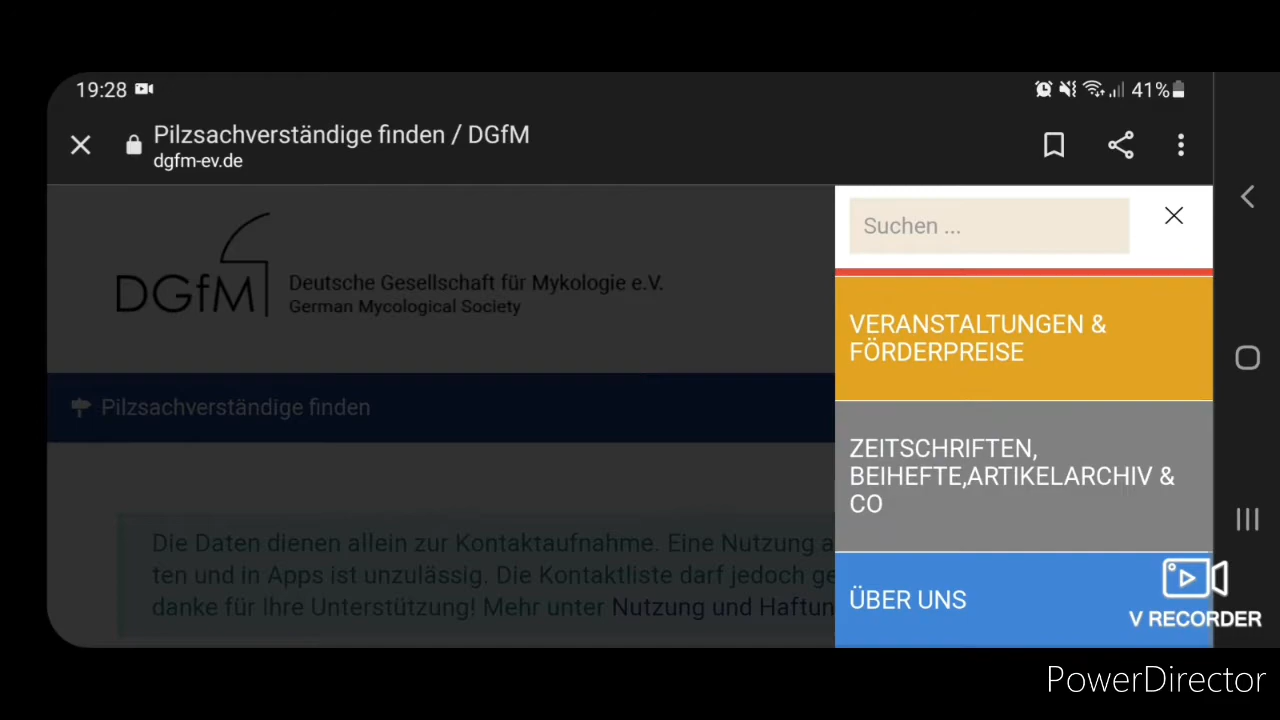 19:28
41%
Pilzsachverständige finden / DGfM
dgfm-ev.de
DGfM
Deutsche Gesellschaft für Mykologie e.V.
German Mycological Society
Pilzsachverständige finden
Die Daten dienen allein zur Kontaktaufnahme. Eine Nutzung a
ten und in Apps ist unzulässig. Die Kontaktliste darf jedoch ge
danke für Ihre Unterstützung! Mehr unter Nutzung und Haftun
Suchen ...
VERANSTALTUNGEN &
FÖRDERPREISE
ZEITSCHRIFTEN,
BEIHEFTE,ARTIKELARCHIV &
CO
ÜBER UNS
V RECORDER
PowerDirector